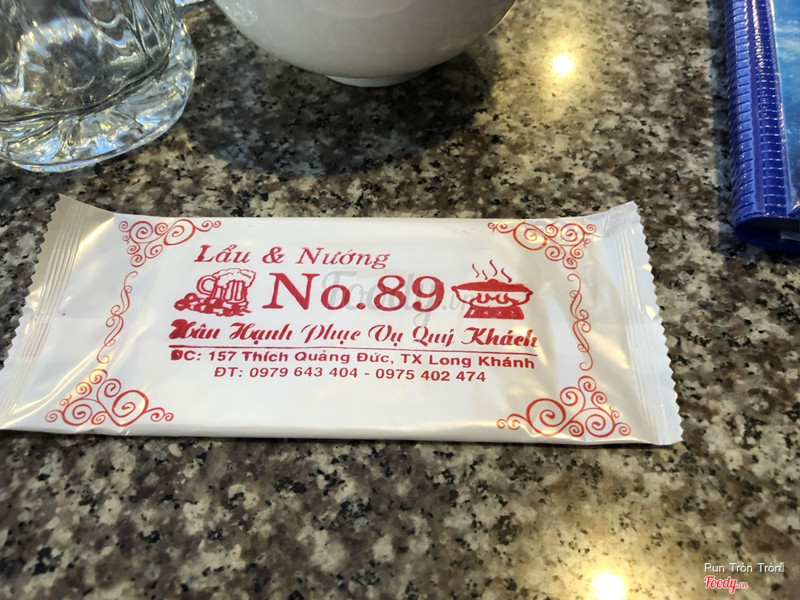 Lẩu & Nướng
No.89
Hân Hạnh Phục Vụ Quý Khách
ĐC: 157 Thích Quảng Đức, TX Long Khánh
ĐT: 0979 643 404 - 0975 402 474
Pun Tròn Tròn!!
Foody.vn